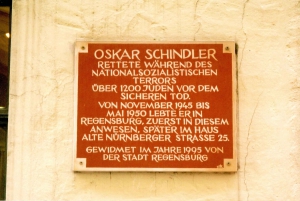 OSKAR SCHINDLER
RETTETE WÄHREND DES
NATIONALSOZIALISTISCHEN
TERRORS
ÜBER 1200 JUDEN VOR DEM
SICHEREN TOD.
VON NOVEMBER 1945 BIS
MAI 1950 LEBTE ER IN
REGENSBURG, ZUERST IN DIESEM
ANWESEN, SPÄTER IM HAUS
ALTE NÜRNBERGER STRASSE 25.
GEWIDMET IM JAHRE 1995 VON
DER STADT REGENSBURG